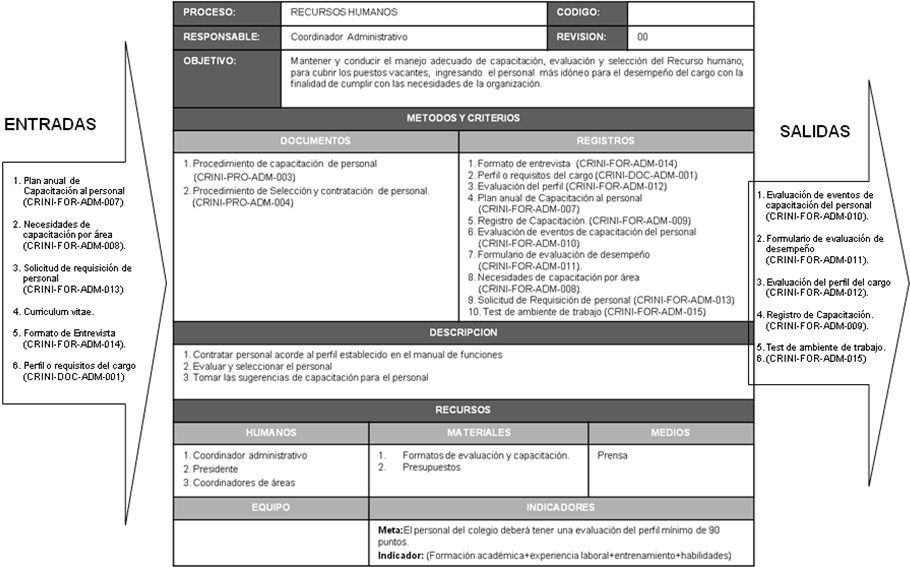 ENTRADAS
1. Plan anual de
Capacitación al personal
(CRINI-FOR-ADM-007)
2. Necesidades de
capacitación por área
(CRINI-FOR-ADM-008).
3. Solicitud de requisición de
personal
(CRINI-FOR-ADM-013)
4. Curriculum vitae.
5. Formato de Entrevista
(CRINI-FOR-ADM-014).
6. Perfil o requisitos del cargo
(CRINI-DOC-ADM-001)
PROCESO: RECURSOS HUMANOS CODIGO:
RESPONSABLE: Coordinador Administrativo REVISION: 00
OBJETIVO: Mantener y conducir el manejo adecuado de capacitación, evaluación y selección del Recurso humano;
para cubrir los puestos vacantes, ingresando el personal más idóneo para el desempeño del cargo con la
finalidad de cumplir con las necesidades de la organización.
METODOS Y CRITERIOS
DOCUMENTOS
1. Procedimiento de capacitación de personal
(CRINI-PRO-ADM-003)
2. Procedimiento de Selección y contratación de personal.
(CRINI-PRO-ADM-004)
REGISTROS
1. Formato de entrevista (CRINI-FOR-ADM-014)
2. Perfil o requisitos del cargo (CRINI-DOC-ADM-001)
3. Evaluación del perfil (CRINI-FOR-ADM-012)
4. Plan anual de Capacitación al personal
(CRINI-FOR-ADM-007)
5. Registro de Capacitación. (CRINI-FOR-ADM-009)
6. Evaluación de eventos de capacitación del personal
(CRINI-FOR-ADM-010)
7. Formulario de evaluación de desempeño
(CRINI-FOR-ADM-011).
8. Necesidades de capacitación por área
(CRINI-FOR-ADM-008).
9. Solicitud de Requisición de personal (CRINI-FOR-ADM-013)
10. Test de ambiente de trabajo (CRINI-FOR-ADM-015)
DESCRIPCION
1. Contratar personal acorde al perfil establecido en el manual de funciones
2. Evaluar y seleccionar el personal
3. Tomar las sugerencias de capacitación para el personal
RECURSOS
HUMANOS
1. Coordinador administrativo
2. Presidente
3. Coordinadores de áreas
MATERIALES
1. Formatos de evaluación y capacitación.
2. Presupuestos
MEDIOS
Prensa
EQUIPO
INDICADORES
Meta:El personal del colegio deberá tener una evaluación del perfil mínimo de 90
puntos.
Indicador: (Formación académica+experiencia laboral+entrenamiento+habilidades)
SALIDAS
1. Evaluación de eventos de
capacitación del personal
(CRINI-FOR-ADM-010).
2. Formulario de evaluación de
desempeño
(CRINI-FOR-ADM-011).
3. Evaluación del perfil del cargo
(CRINI-FOR-ADM-012)
4. Registro de Capacitación.
(CRINI-FOR-ADM-009).
5. Test de ambiente de trabajo.
6. (CRINI-FOR-ADM-015)